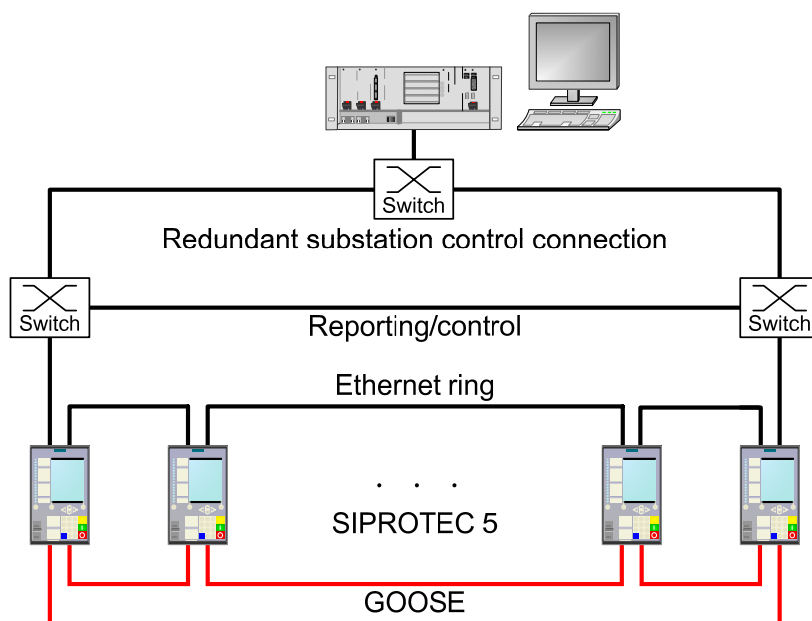 Switch
Redundant substation control connection
Switch
Switch
Reporting/control
Ethernet ring
. . .
SIPROTEC 5
GOOSE